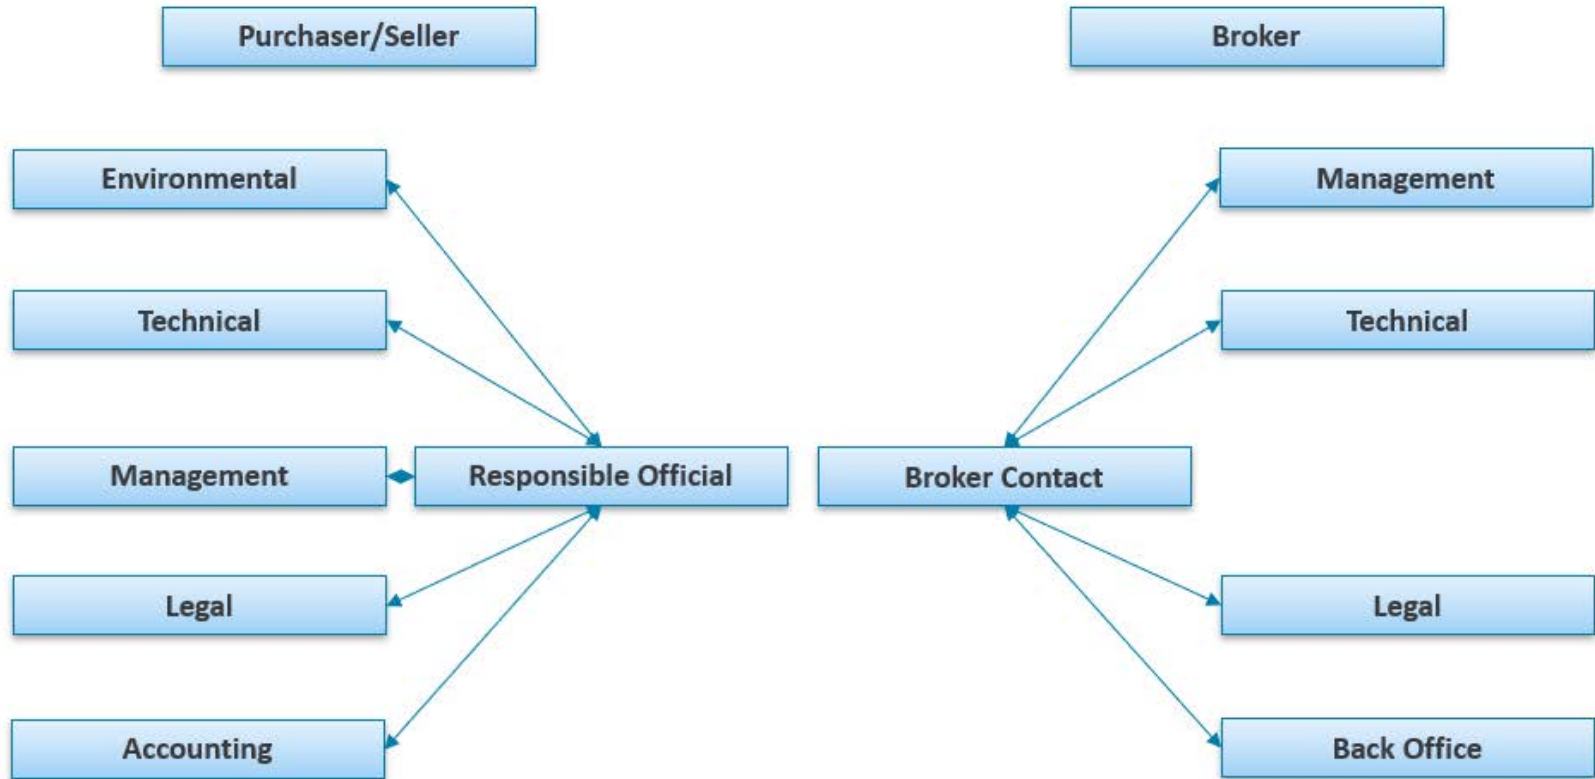 Purchaser/Seller
Broker
Environmental
Management
Technical
Technical
Management
Responsible Official
Broker Contact
Legal
Legal
Accounting
Back Office